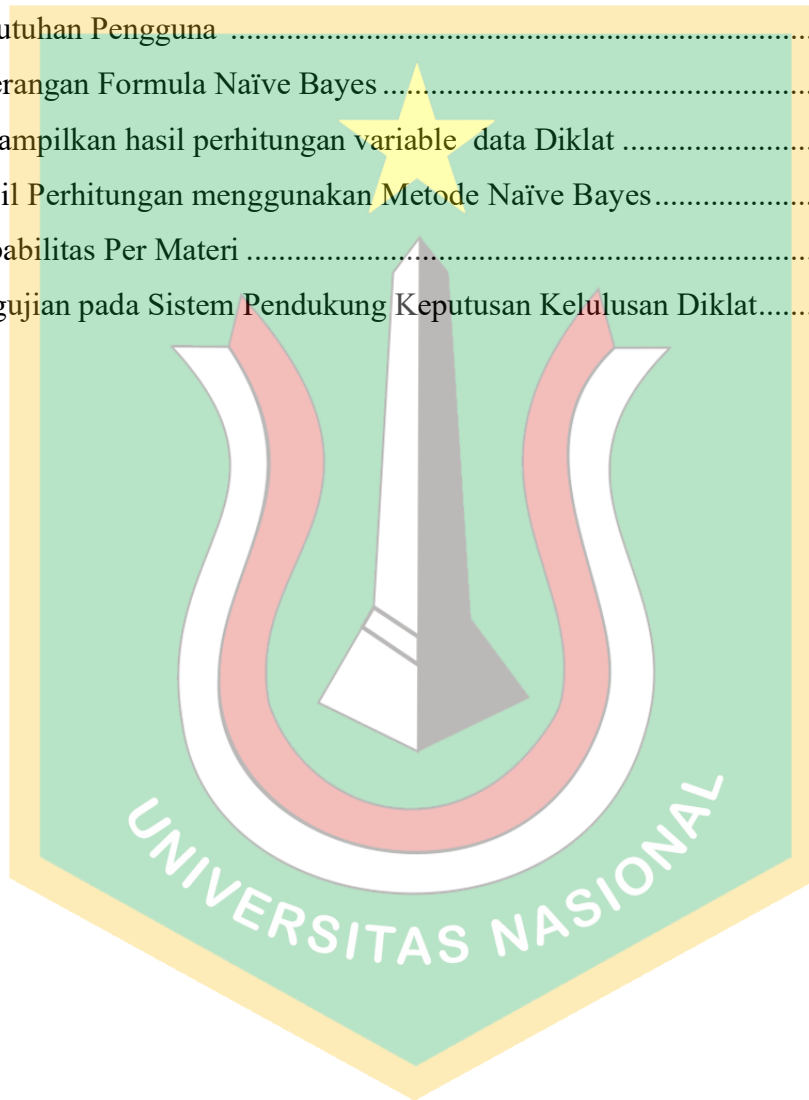 utuhan Pengguna ....................................................................................
erangan Formula Naïve Bayes ..........................................................
ampilkan hasil perhitungan variable data Diklat ........................
il Perhitungan menggunakan Metode Naïve Bayes....................
abilitas Per Materi ............................................................................
gujian pada Sistem Pendukung Keputusan Kelulusan Diklat.......
UNIVERSITAS NASIONAL